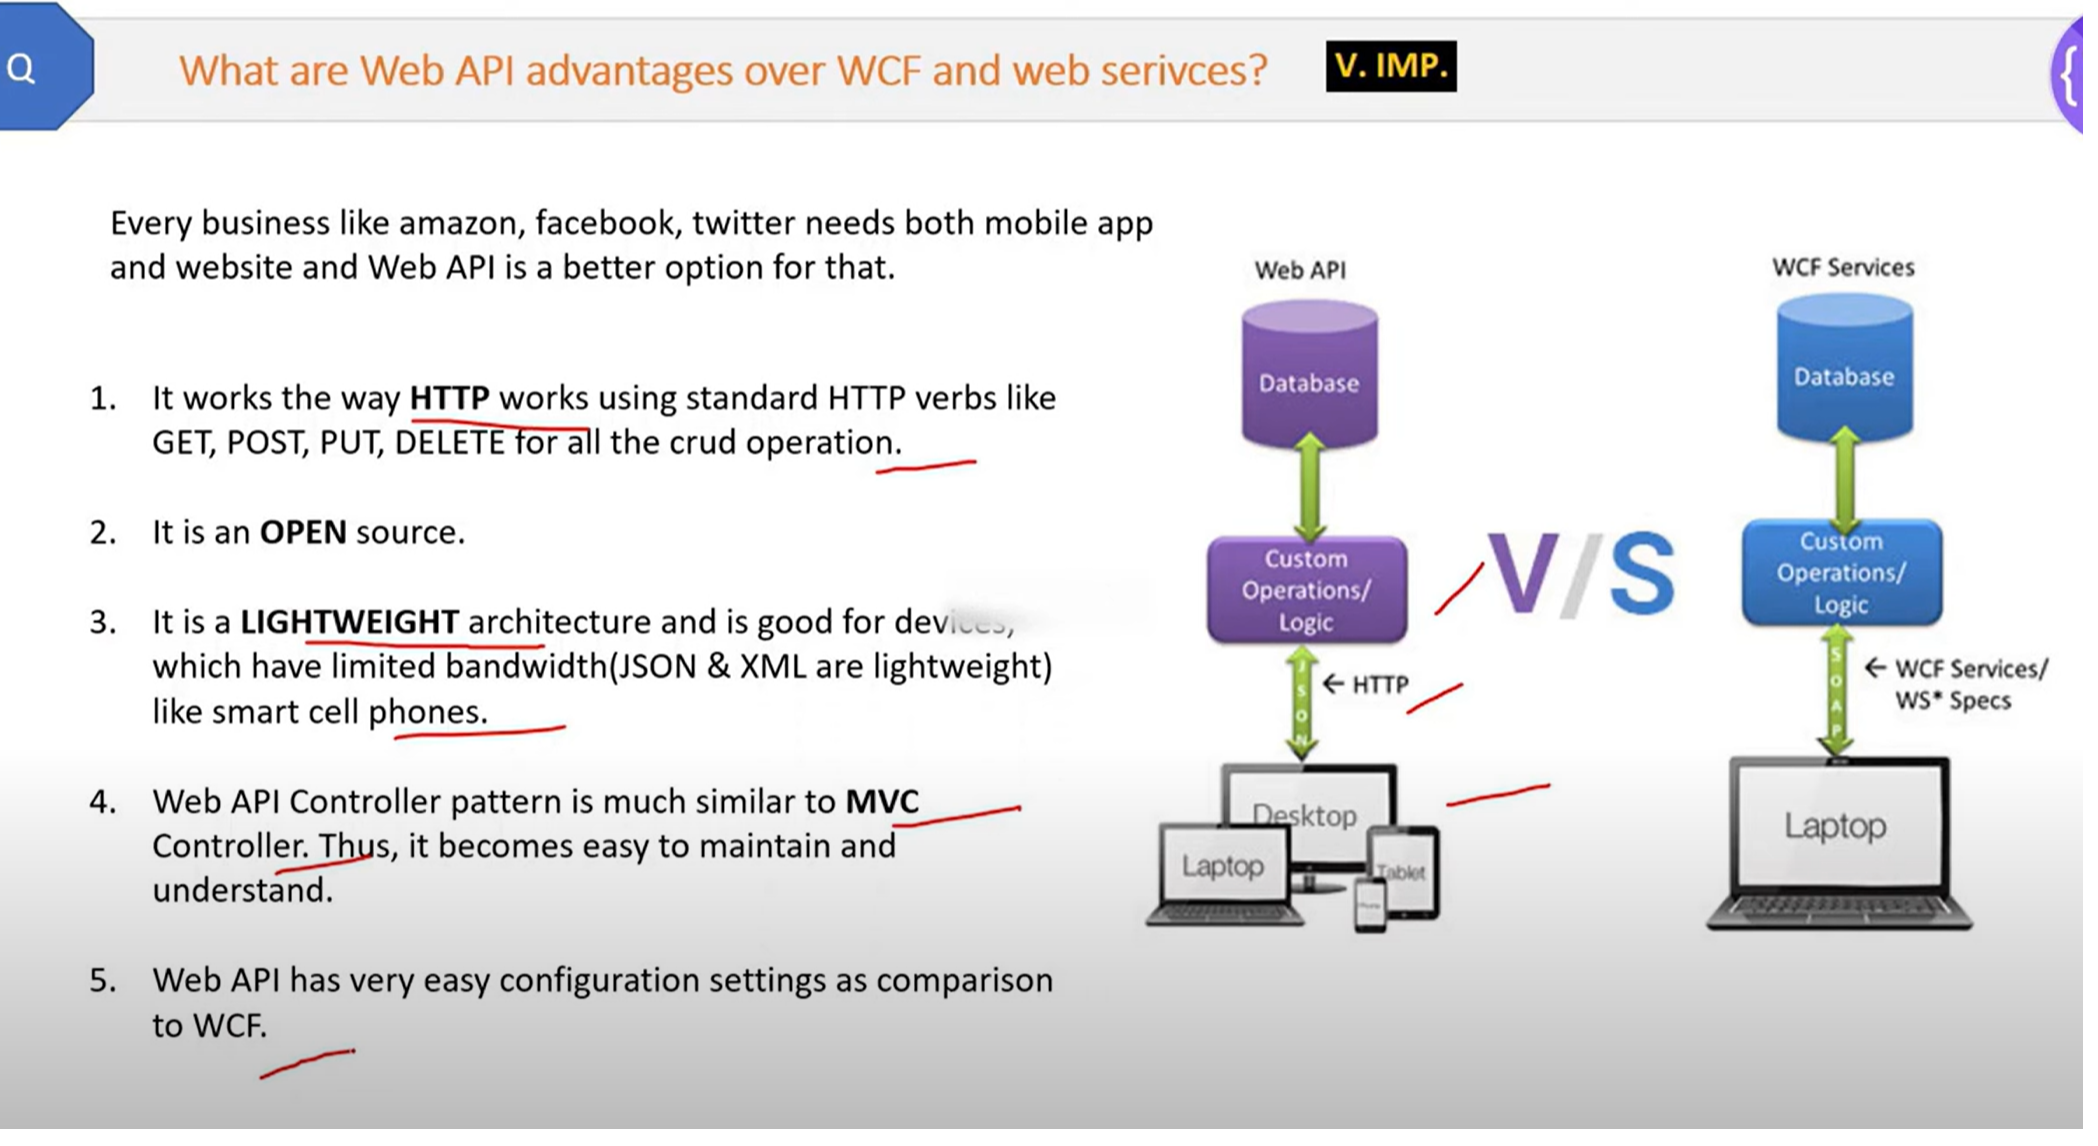 Q
What are Web API advantages over WCF and web serivces?
V. IMP.
{
Every business like amazon, facebook, twitter needs both mobile app
and website and Web API is a better option for that.
1. It works the way HTTP works using standard HTTP verbs like
GET, POST, PUT, DELETE for all the crud operation.
2. It is an OPEN source.
3. It is a LIGHTWEIGHT architecture and is good for devices,
which have limited bandwidth(JSON & XML are lightweight)
like smart cell phones.
4. Web API Controller pattern is much similar to MVC
Controller. Thus, it becomes easy to maintain and
understand.
5. Web API has very easy configuration settings as comparison
to WCF.
Web API
Database
Custom
Operations/
Logic
JSON
← HTTP
Desktop
Laptop
Tablet
V/S
WCF Services
Database
Custom
Operations/
Logic
SOAP
← WCF Services/
WS* Specs
Laptop